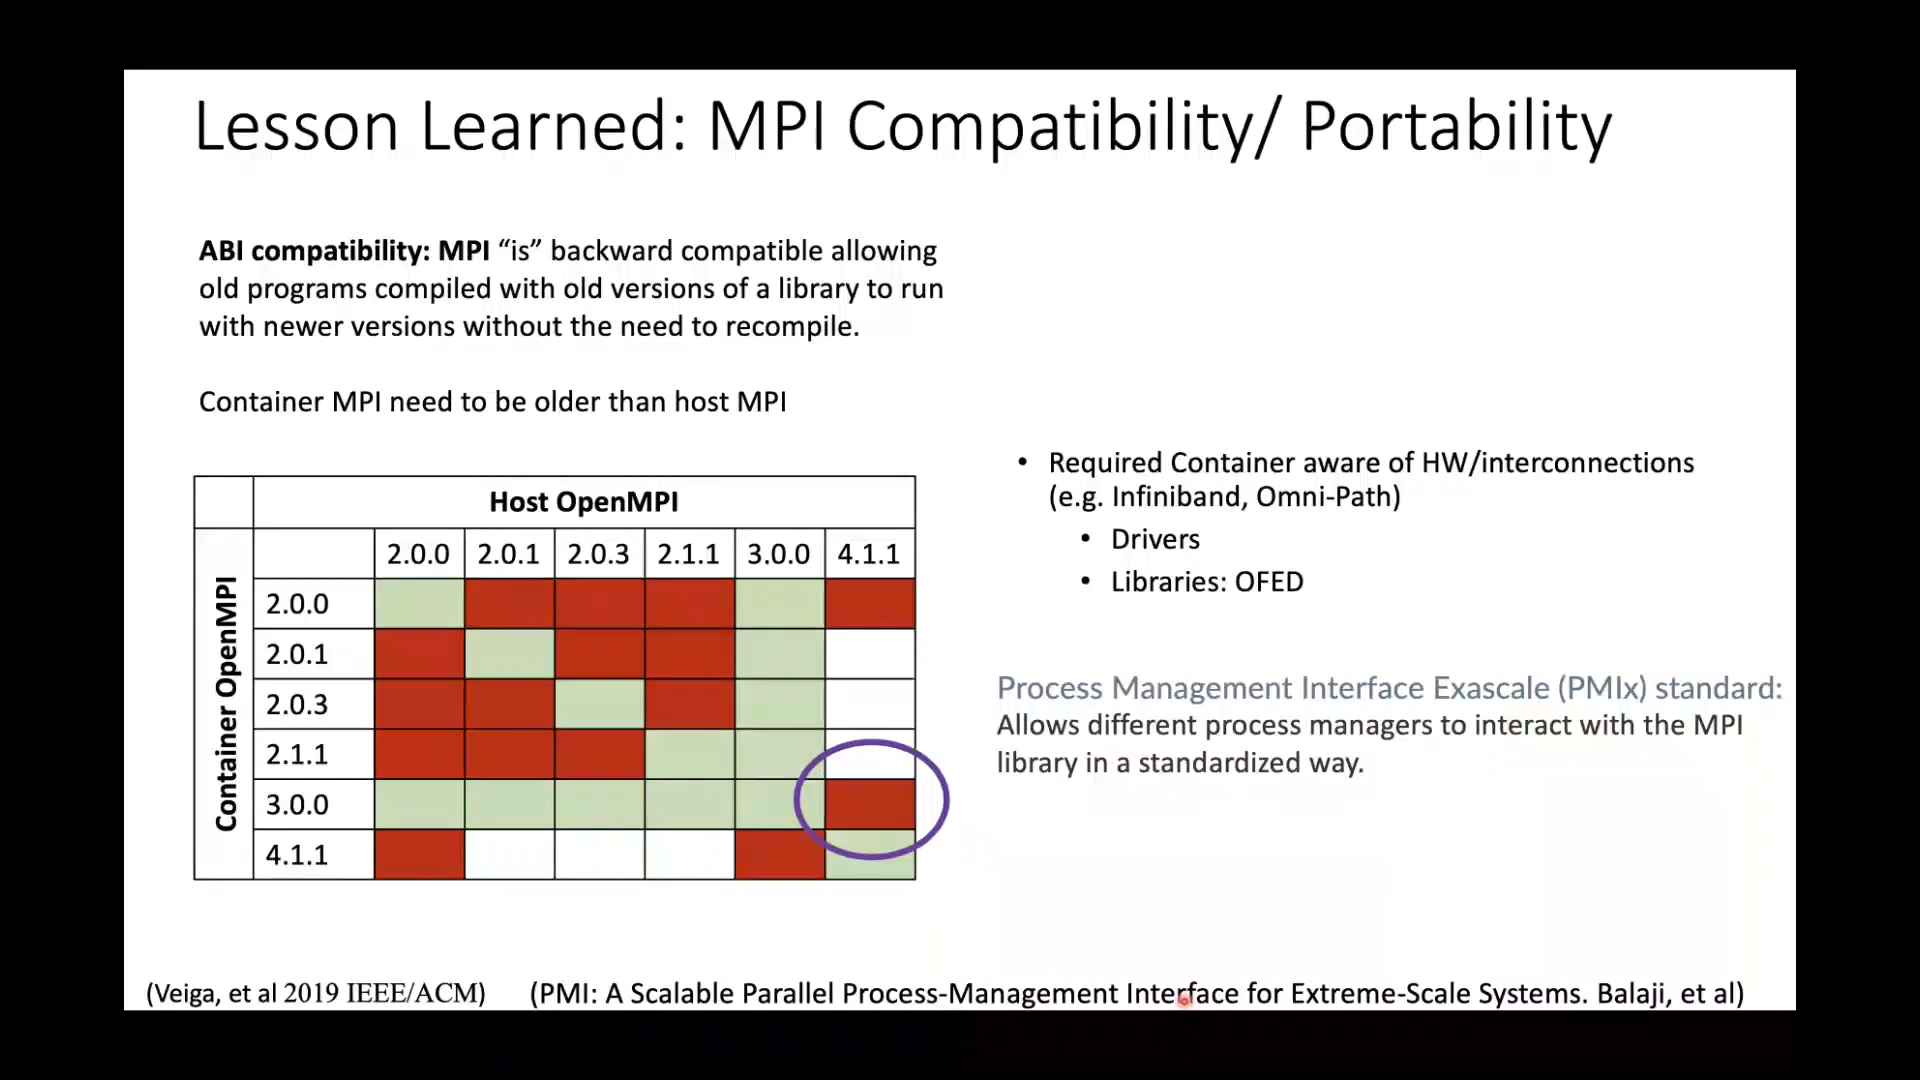 Lesson Learned: MPI Compatibility/ Portability
ABI compatibility: MPI “is” backward compatible allowing
old programs compiled with old versions of a library to run
with newer versions without the need to recompile.
Container MPI need to be older than host MPI
Host OpenMPI
2.0.0 2.0.1 2.0.3 2.1.1 3.0.0 4.1.1
Container OpenMPI
2.0.0
2.0.1
2.0.3
2.1.1
3.0.0
4.1.1
• Required Container aware of HW/interconnections
(e.g. Infiniband, Omni-Path)
• Drivers
• Libraries: OFED
Process Management Interface Exascale (PMIx) standard:
Allows different process managers to interact with the MPI
library in a standardized way.
(Veiga, et al 2019 IEEE/ACM)
(PMI: A Scalable Parallel Process-Management Interface for Extreme-Scale Systems. Balaji, et al)